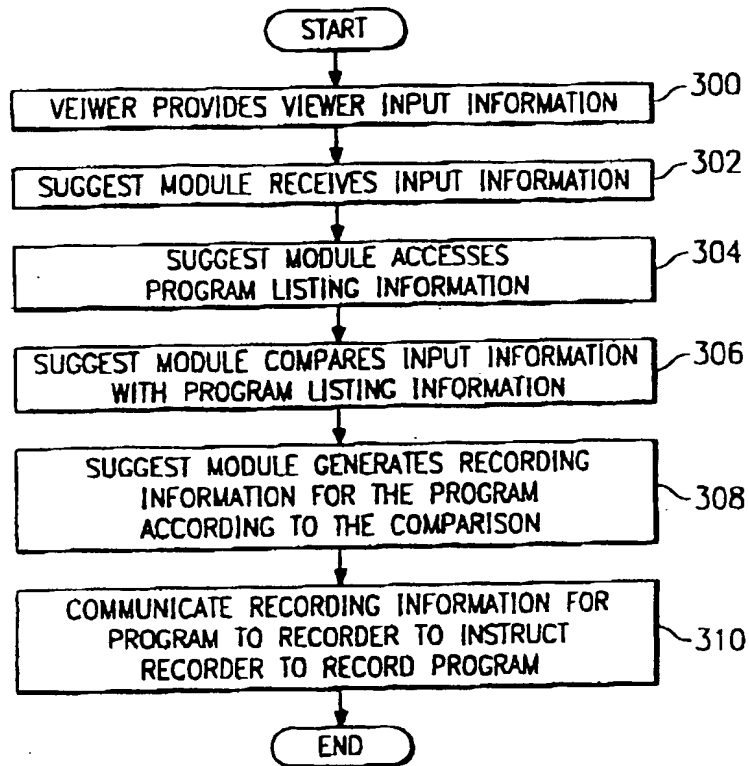 START
VEIWER PROVIDES VIEWER INPUT INFORMATION
300
SUGGEST MODULE RECEIVES INPUT INFORMATION
302
SUGGEST MODULE ACCESSES
PROGRAM LISTING INFORMATION
304
SUGGEST MODULE COMPARES INPUT INFORMATION
WITH PROGRAM LISTING INFORMATION
306
SUGGEST MODULE GENERATES RECORDING
INFORMATION FOR THE PROGRAM
ACCORDING TO THE COMPARISON
308
COMMUNICATE RECORDING INFORMATION FOR
PROGRAM TO RECORDER TO INSTRUCT
RECORDER TO RECORD PROGRAM
310
END